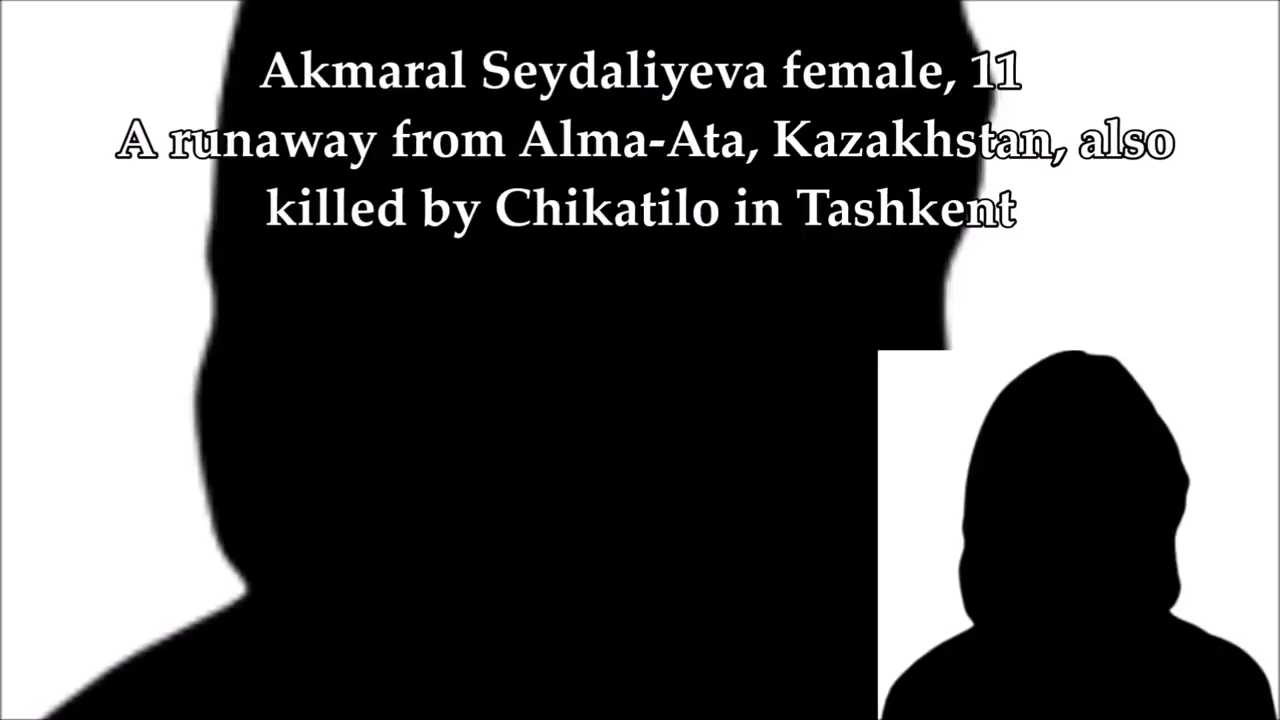 Akmaral Seydaliyeva female, 11
A runaway from Alma-Ata, Kazakhstan, also
killed by Chikatilo in Tashkent